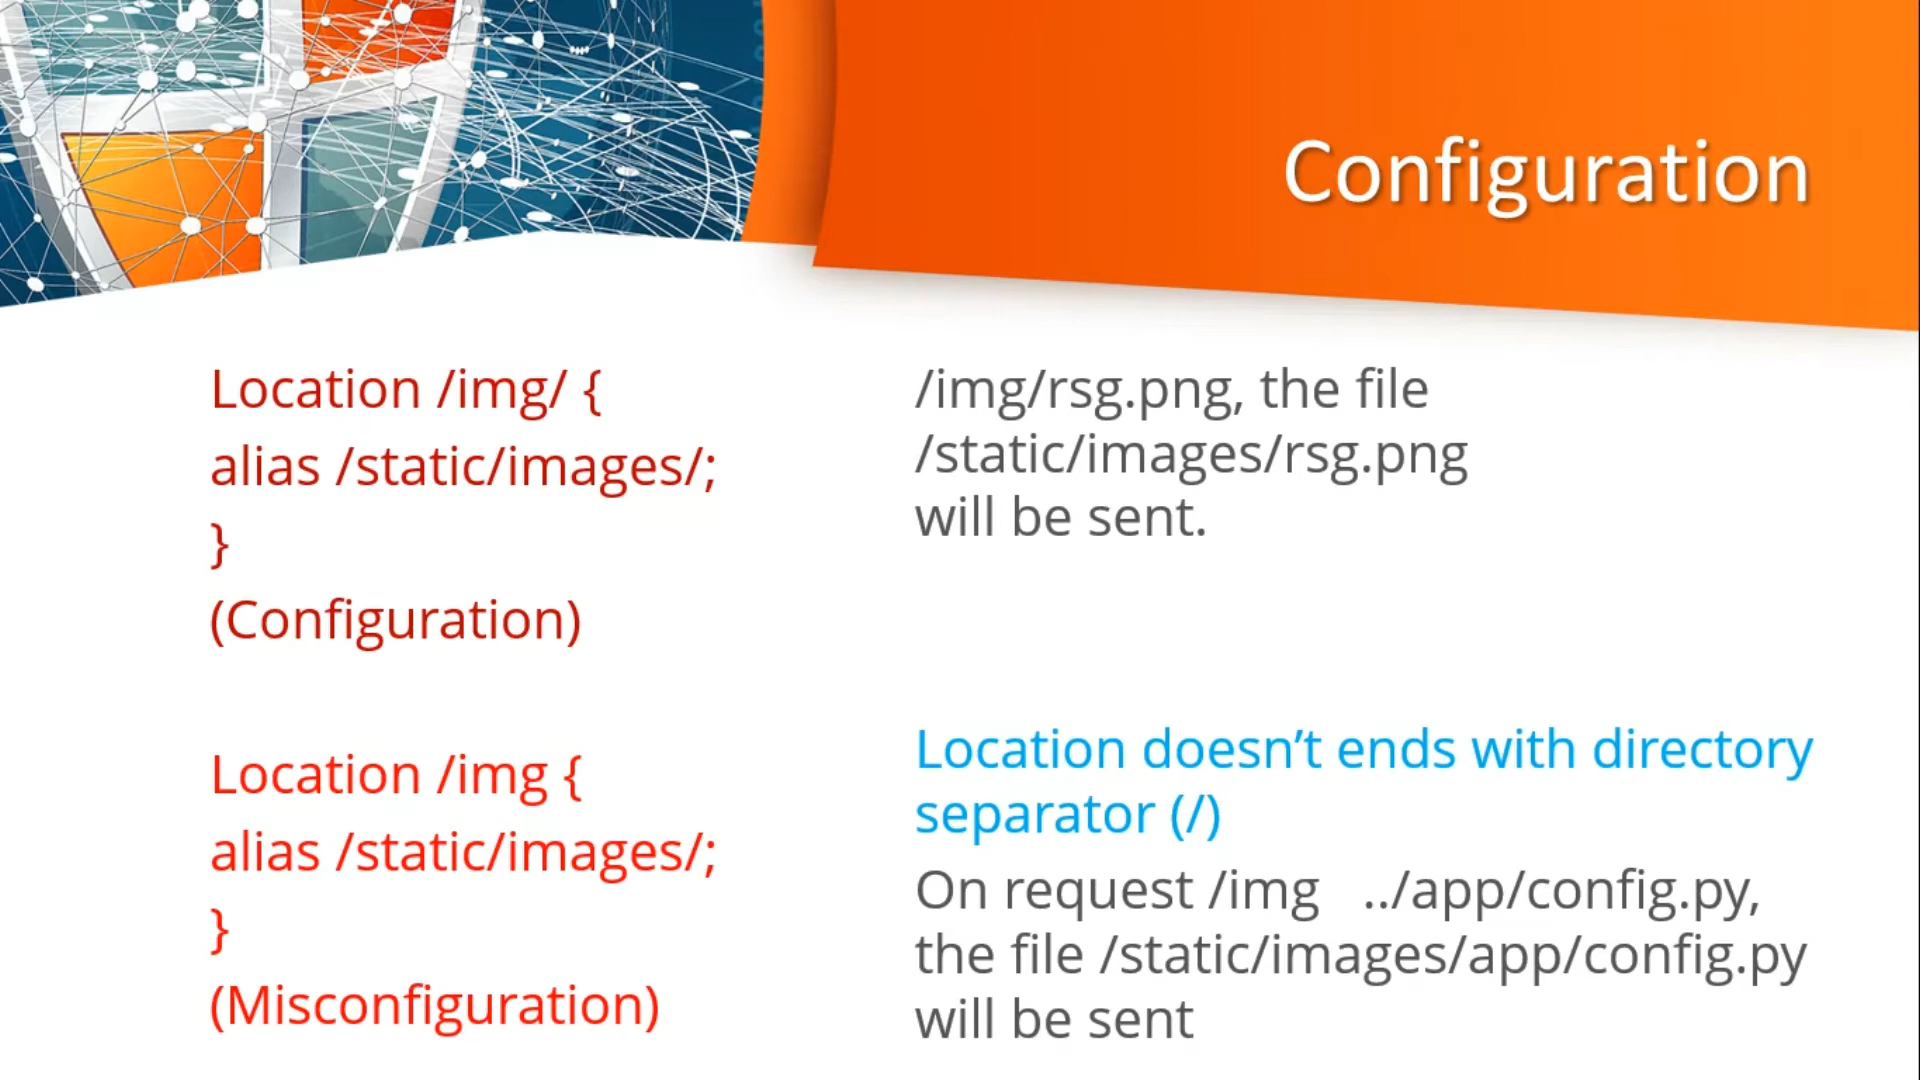 Configuration
Location /img/ {
alias /static/images/;
}
(Configuration)
/img/rsg.png, the file
/static/images/rsg.png
will be sent.
Location /img {
alias /static/images/;
}
(Misconfiguration)
Location doesn’t ends with directory
separator (/)
On request /img ../app/config.py,
the file /static/images/app/config.py
will be sent